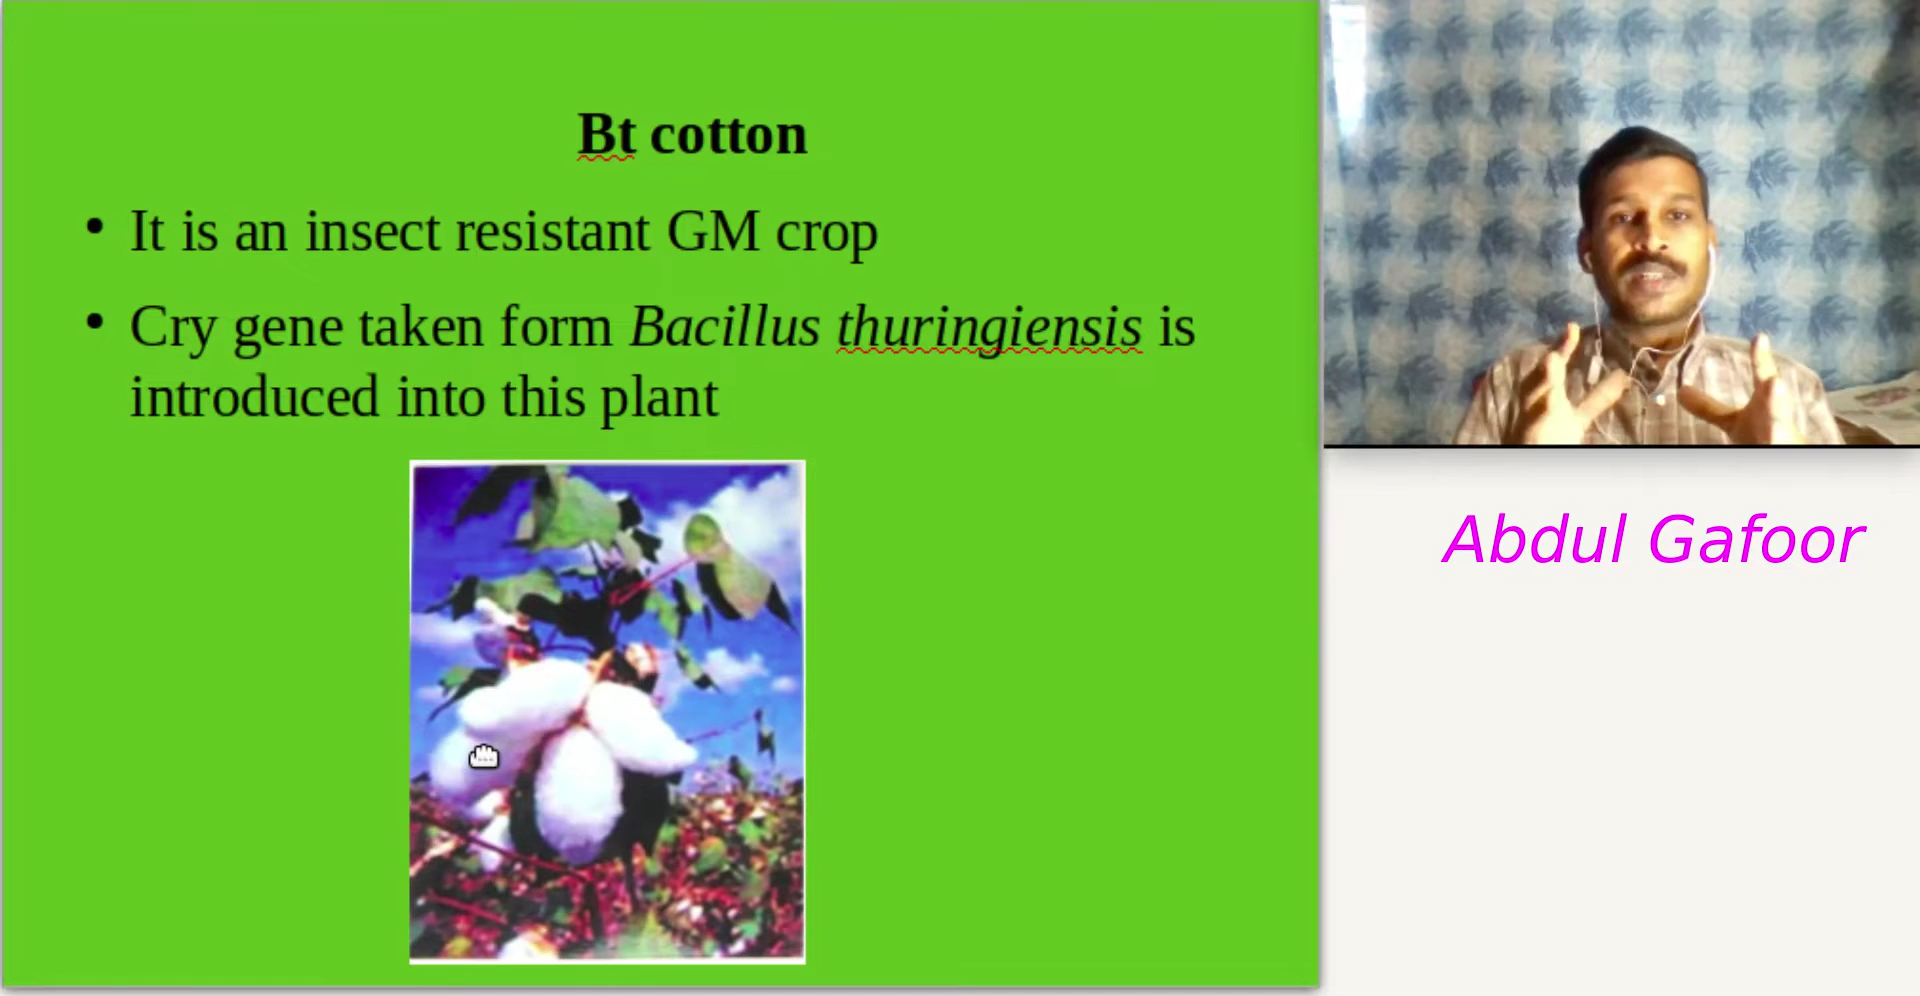 Bt cotton
• It is an insect resistant GM crop
• Cry gene taken form Bacillus thuringiensis is
introduced into this plant
Abdul Gafoor